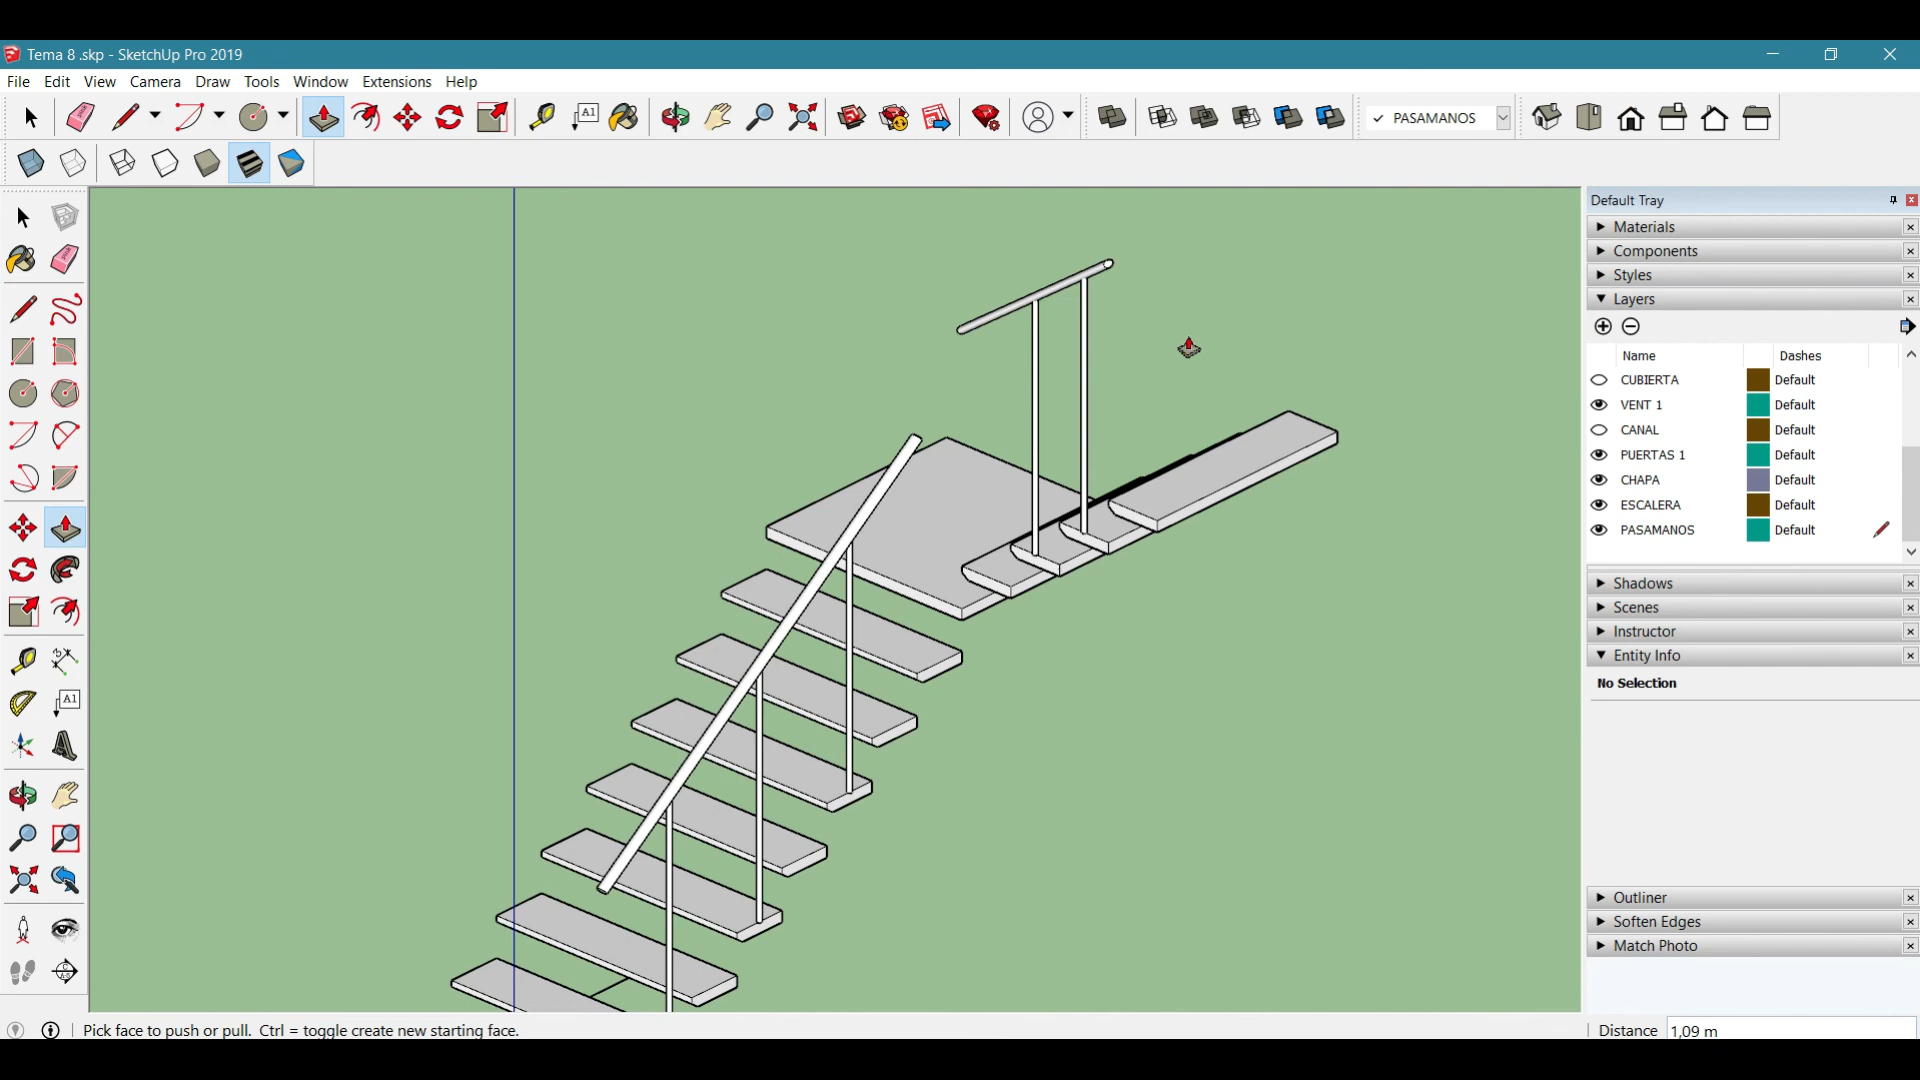 Tema 8 .skp - SketchUp Pro 2019
File Edit View Camera Draw Tools Window Extensions Help
A1
PASAMANOS
Default Tray
Materials
Components
Styles
Layers
Name Dashes
CUBIERTA Default
VENT 1 Default
CANAL Default
PUERTAS 1 Default
CHAPA Default
ESCALERA Default
PASAMANOS Default
Shadows
Scenes
Instructor
Entity Info
No Selection
A1
Outliner
Soften Edges
Match Photo
Pick face to push or pull. Ctrl = toggle create new starting face.
Distance 1,09 m